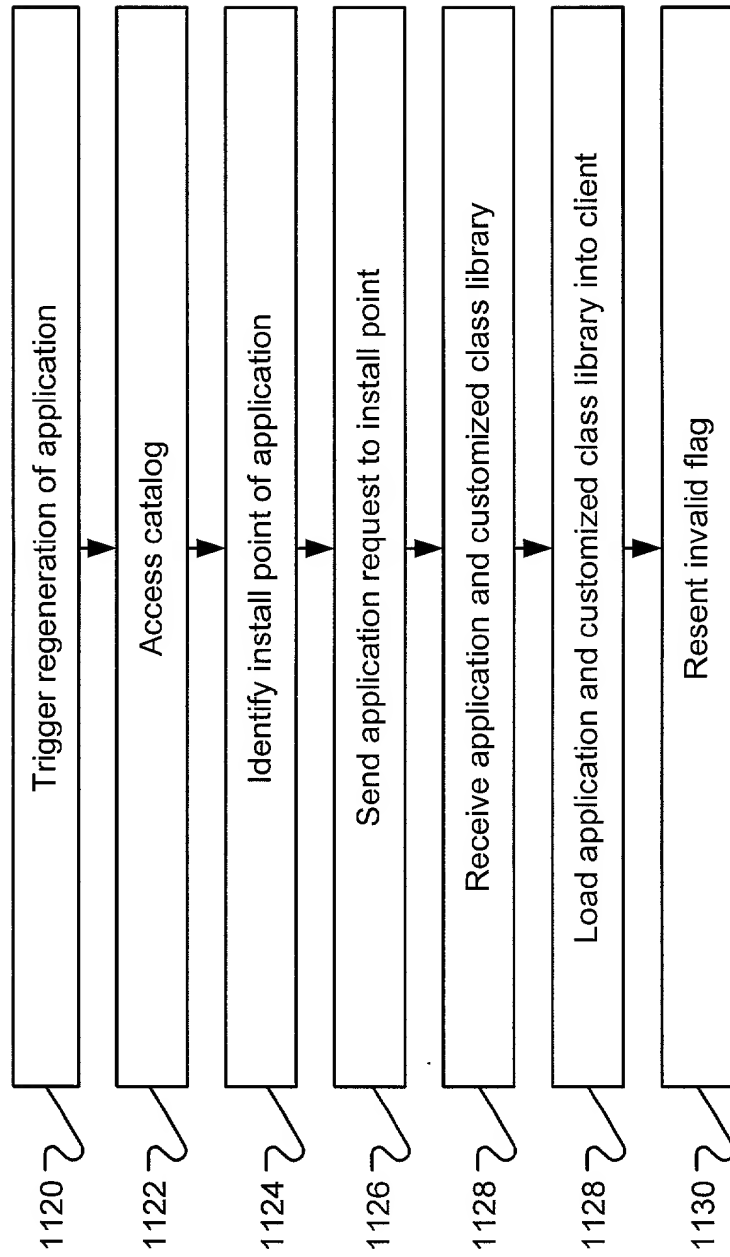 1120 Trigger regeneration of application
1122 Access catalog
1124 Identify install point of application
1126 Send application request to install point
1128 Receive application and customized class library
1128 Load application and customized class library into client
1130 Resent invalid flag